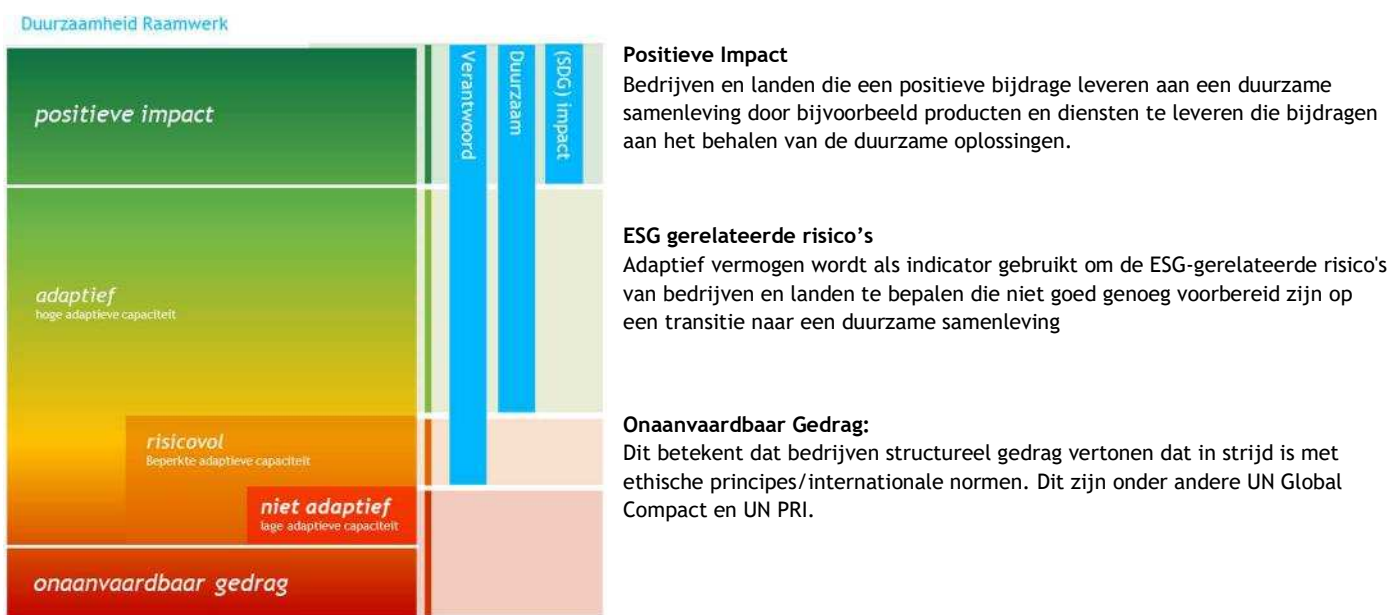 Duurzaamheid Raamwerk
positieve impact
adaptief
hoge adaptieve capaciteit
risicovol
Beperkte adaptieve capaciteit
niet adaptief
lage adaptieve capaciteit
onaanvaardbaar gedrag
Verantwoord
Duurzaam
(SDG) impact
Positieve Impact
Bedrijven en landen die een positieve bijdrage leveren aan een duurzame
samenleving door bijvoorbeeld producten en diensten te leveren die bijdragen
aan het behalen van de duurzame oplossingen.
ESG gerelateerde risico’s
Adaptief vermogen wordt als indicator gebruikt om de ESG-gerelateerde risico's
van bedrijven en landen te bepalen die niet goed genoeg voorbereid zijn op
een transitie naar een duurzame samenleving
Onaanvaardbaar Gedrag:
Dit betekent dat bedrijven structureel gedrag vertonen dat in strijd is met
ethische principes/internationale normen. Dit zijn onder andere UN Global
Compact en UN PRI.